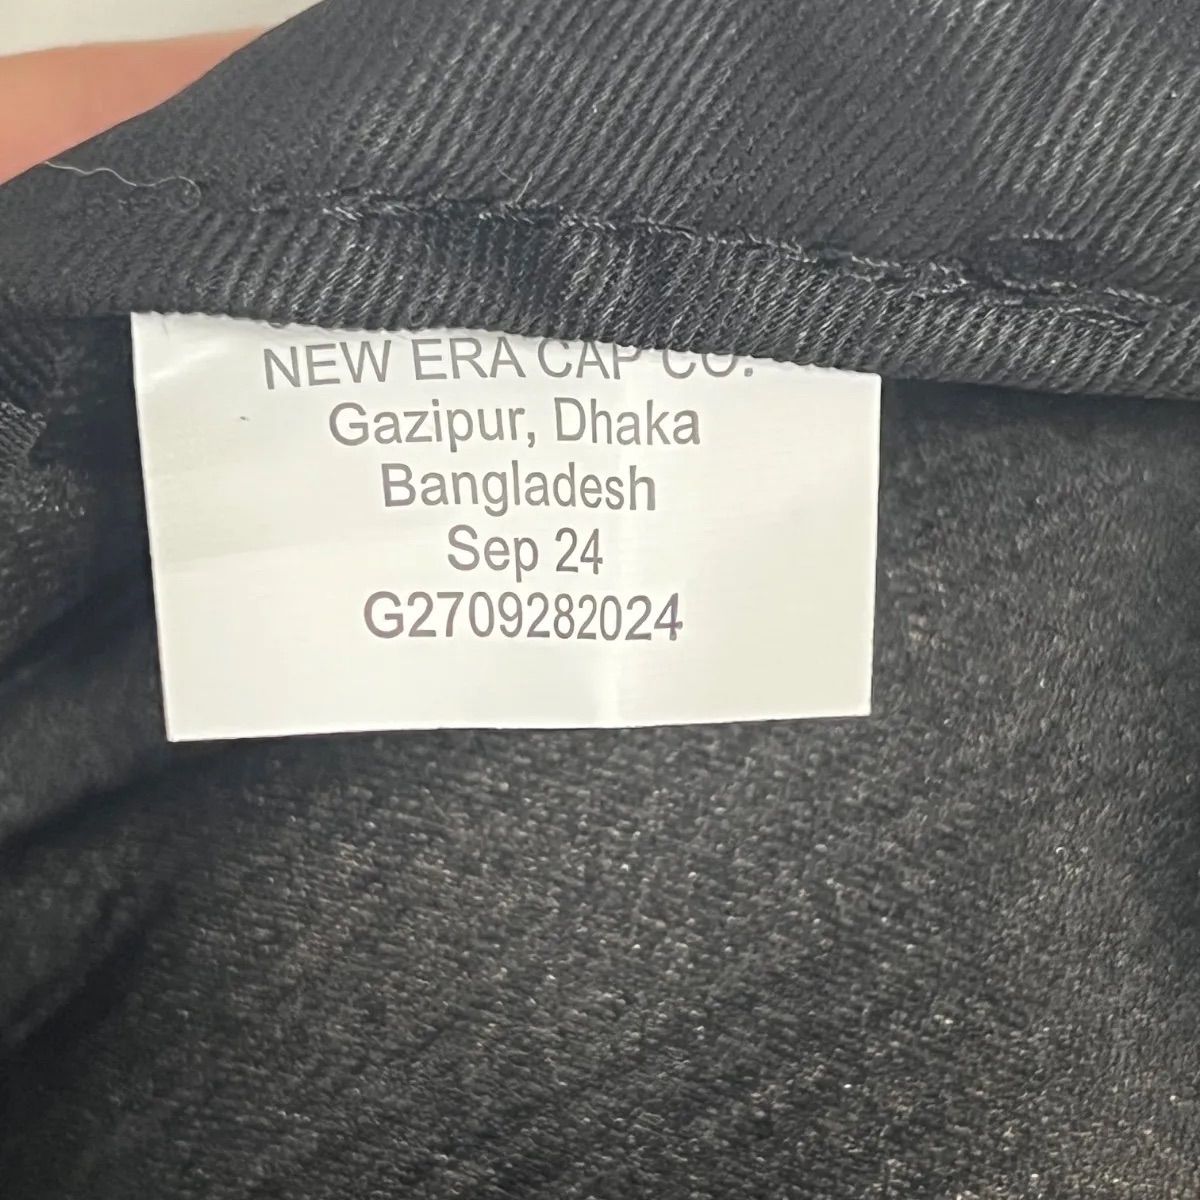 NEW ERA CAP CO.
Gazipur, Dhaka
Bangladesh
Sep 24
G2709282024